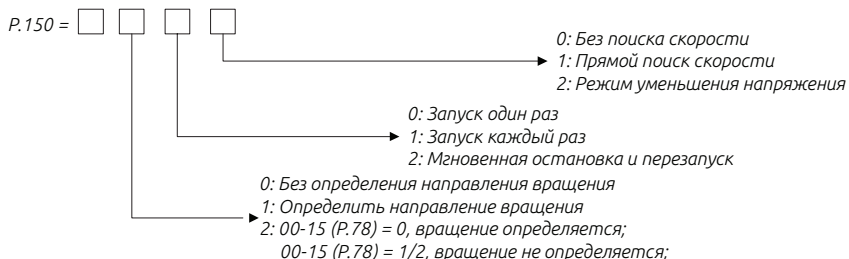 P.150 =
0: Без поиска скорости
1: Прямой поиск скорости
2: Режим уменьшения напряжения
0: Запуск один раз
1: Запуск каждый раз
2: Мгновенная остановка и перезапуск
0: Без определения направления вращения
1: Определить направление вращения
2: 00-15 (P.78) = 0, вращение определяется;
00-15 (P.78) = 1/2, вращение не определяется;